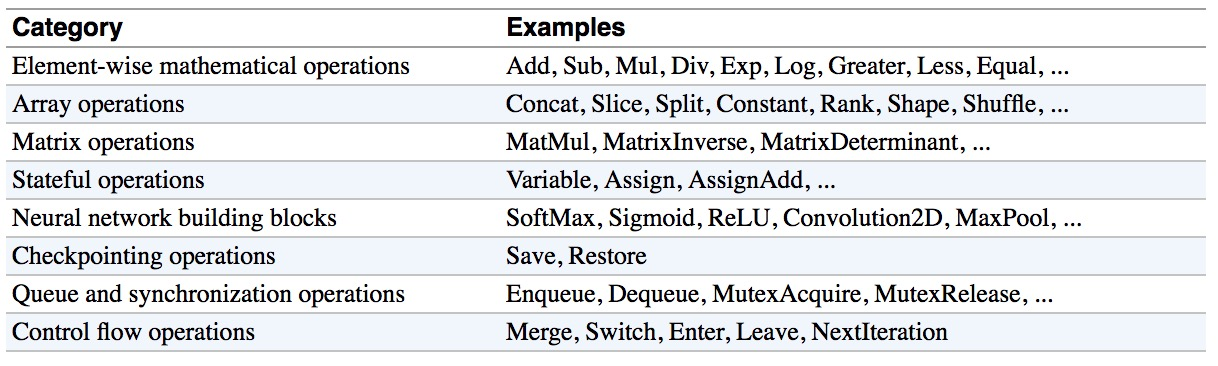 Category Examples
Element-wise mathematical operations Add, Sub, Mul, Div, Exp, Log, Greater, Less, Equal, ...
Array operations Concat, Slice, Split, Constant, Rank, Shape, Shuffle, ...
Matrix operations MatMul, MatrixInverse, MatrixDeterminant, ...
Stateful operations Variable, Assign, AssignAdd, ...
Neural network building blocks SoftMax, Sigmoid, ReLU, Convolution2D, MaxPool, ...
Checkpointing operations Save, Restore
Queue and synchronization operations Enqueue, Dequeue, MutexAcquire, MutexRelease, ...
Control flow operations Merge, Switch, Enter, Leave, NextIteration